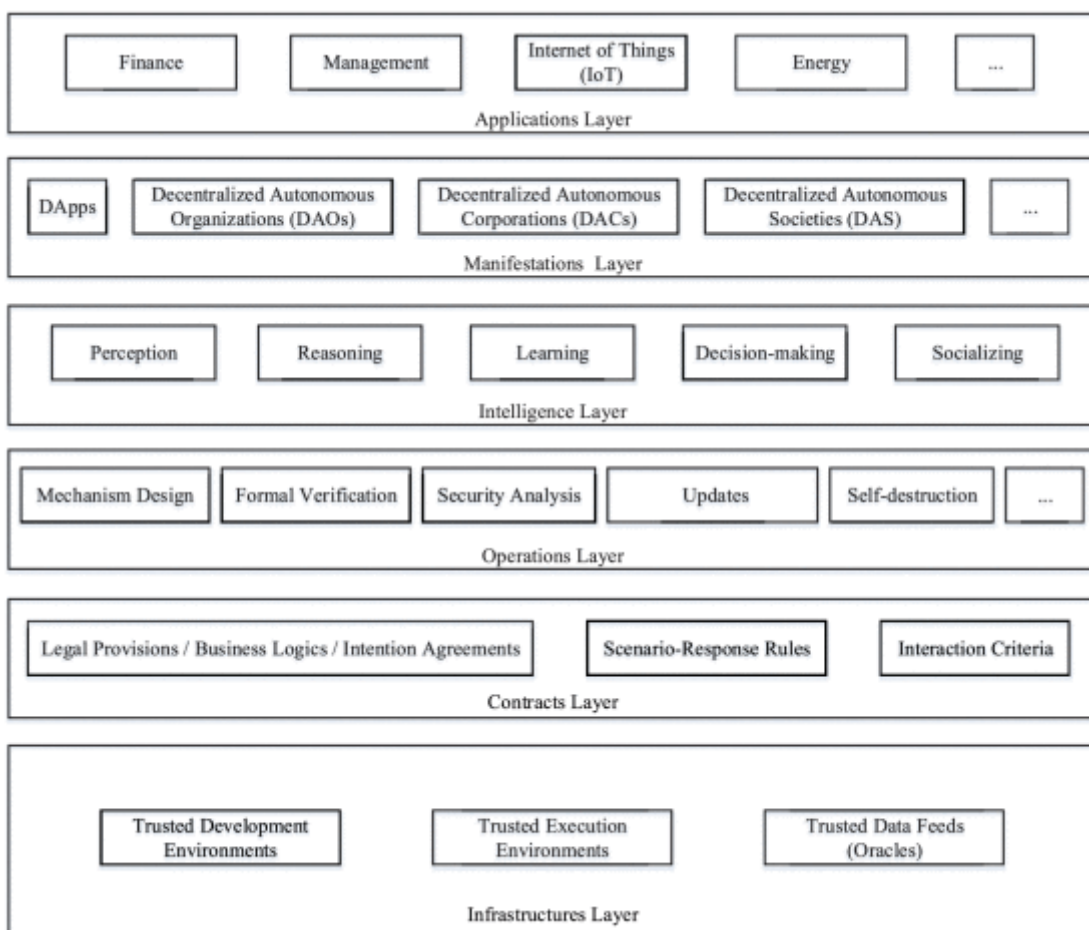 Finance
Management
Internet of Things
(IoT)
Energy
...
Applications Layer
DApps
Decentralized Autonomous
Organizations (DAOs)
Decentralized Autonomous
Corporations (DACs)
Decentralized Autonomous
Societies (DAS)
...
Manifestations Layer
Perception
Reasoning
Learning
Decision-making
Socializing
Intelligence Layer
Mechanism Design
Formal Verification
Security Analysis
Updates
Self-destruction
...
Operations Layer
Legal Provisions / Business Logics / Intention Agreements
Scenario-Response Rules
Interaction Criteria
Contracts Layer
Trusted Development
Environments
Trusted Execution
Environments
Trusted Data Feeds
(Oracles)
Infrastructures Layer